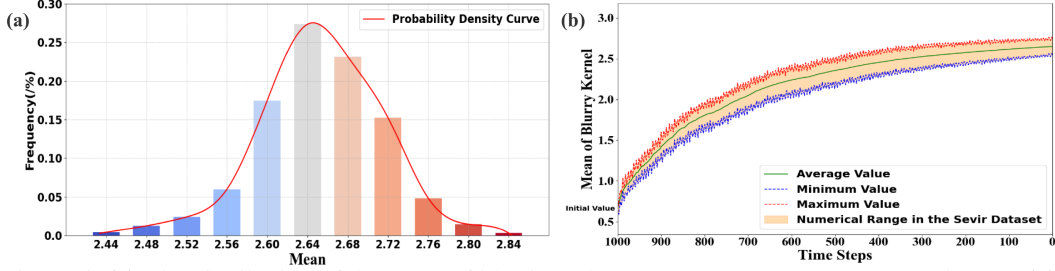 (a)
0.30
0.25
0.20
0.15
0.10
0.05
0.0
Frequency(/%)
Probability Density Curve
2.44 2.48 2.52 2.56 2.60 2.64 2.68 2.72 2.76 2.80 2.84
Mean
(b)
3.0
2.5
2.0
1.5
1.0
Initial Value
0.5
Mean of Blurry Kernel
Average Value
Minimum Value
Maximum Value
Numerical Range in the Sevir Dataset
1000 900 800 700 600 500 400 300 200 100 0
Time Steps